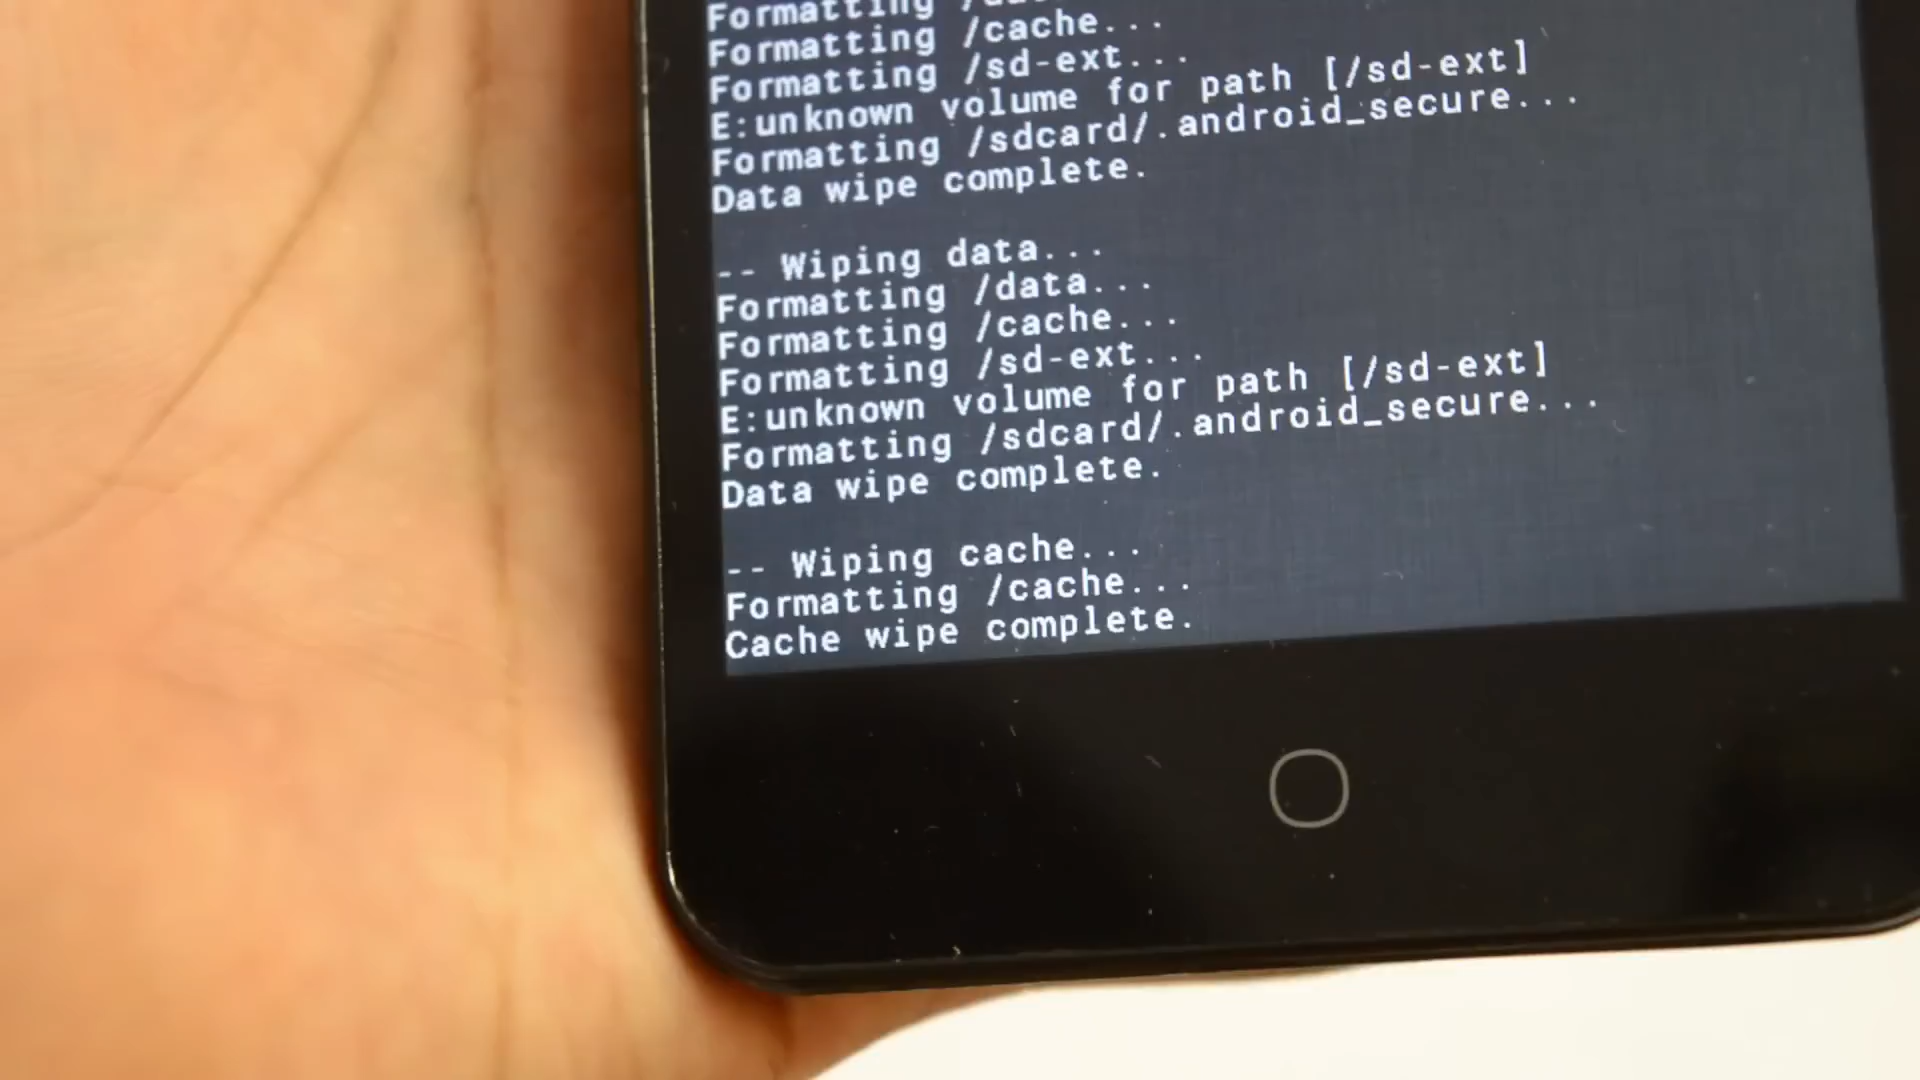 Formatting
Formatting /cache...
Formatting /sd-ext...
E:unknown volume for path [/sd-ext]
Formatting /sdcard/.android_secure...
Data wipe complete.
-- Wiping data...
Formatting /data...
Formatting /cache...
Formatting /sd-ext...
E:unknown volume for path [/sd-ext]
Formatting /sdcard/.android_secure...
Data wipe complete.
-- Wiping cache...
Formatting /cache...
Cache wipe complete.